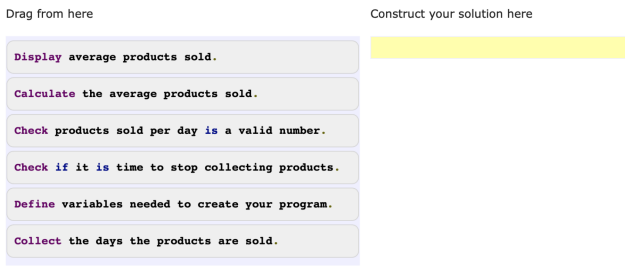 Drag from here
Construct your solution here
Display average products sold.
Calculate the average products sold.
Check products sold per day is a valid number.
Check if it is time to stop collecting products.
Define variables needed to create your program.
Collect the days the products are sold.